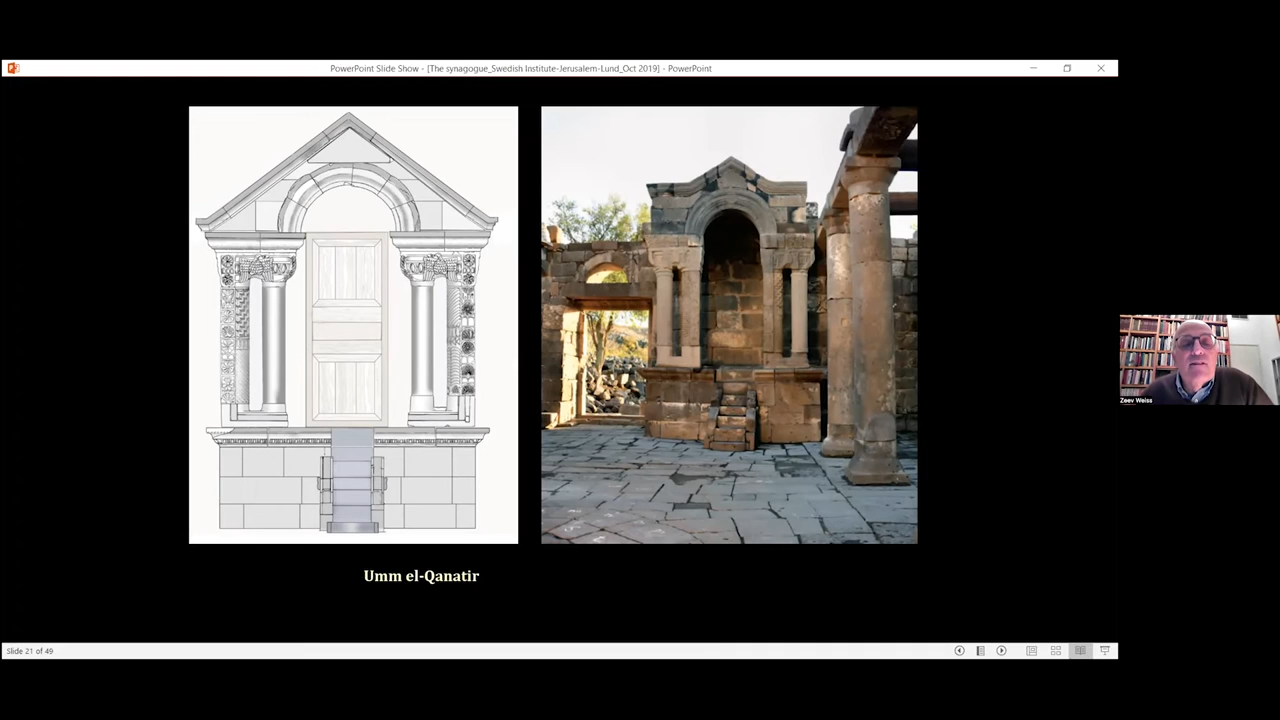 PowerPoint Slide Show - [The synagogue_Swedish Institute-Jerusalem-Lund_Oct 2019] - PowerPoint
Zeev Weiss
Umm el-Qanatir
Slide 21 of 49